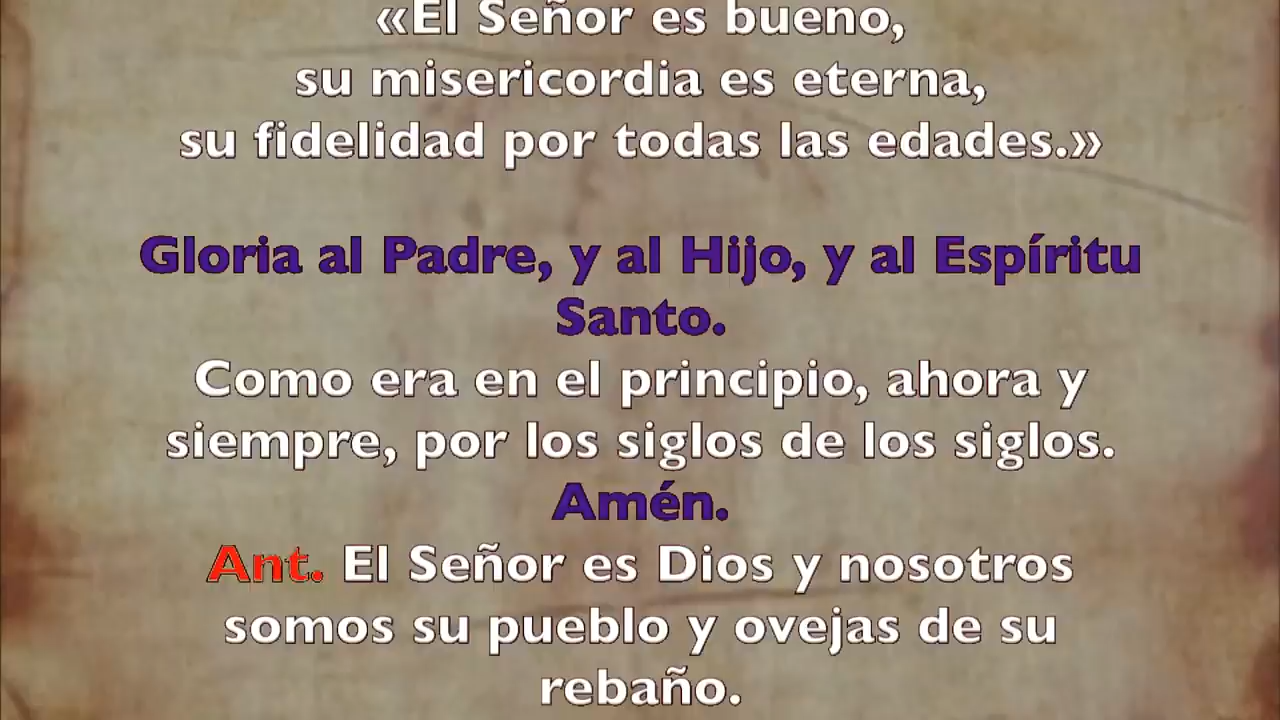 «El Señor es bueno,
su misericordia es eterna,
su fidelidad por todas las edades.»
Gloria al Padre, y al Hijo, y al Espíritu
Santo.
Como era en el principio, ahora y
siempre, por los siglos de los siglos.
Amén.
Ant. El Señor es Dios y nosotros
somos su pueblo y ovejas de su
rebaño.